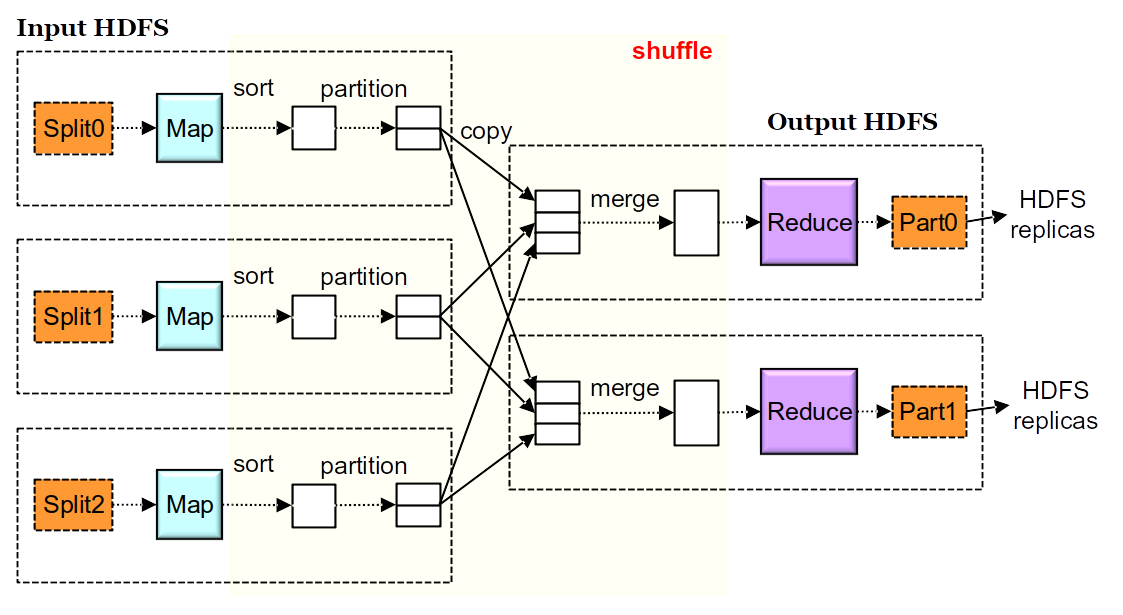 Input HDFS
shuffle
sort
partition
Split0
Map
copy
Output HDFS
merge
Reduce
Part0
HDFS
replicas
sort
partition
Split1
Map
merge
Reduce
Part1
HDFS
replicas
sort
partition
Split2
Map